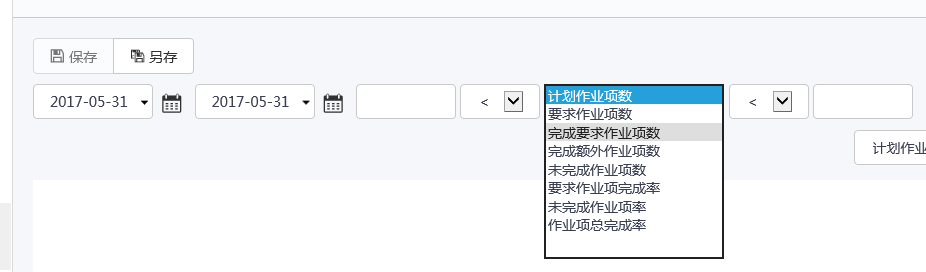 保存 另存
2017-05-31 2017-05-31 < 计划作业项数 <
要求作业项数
完成要求作业项数
完成额外作业项数
未完成作业项数
要求作业项完成率
未完成作业项率
作业项总完成率
计划作业